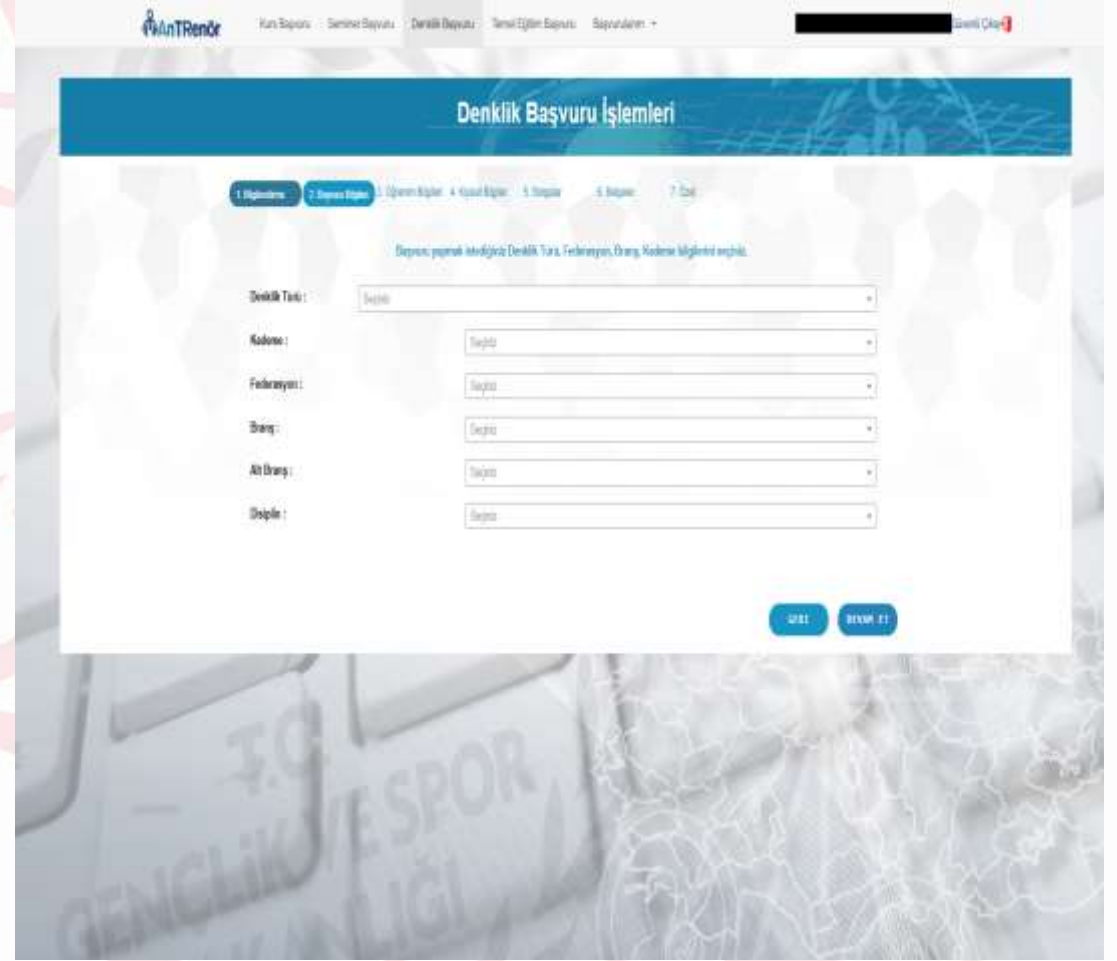 AnTRenör Kurs Başvuru Seminer Başvuru Denklik Başvuru Temel Eğitim Başvuru Başvurularım Güvenli Çıkış
Denklik Başvuru İşlemleri
1. Bilgilendirme 2. Başvuru Bilgileri 3. Öğrenim Bilgileri 4. 5. 6. Belgeler 7. Özet
Başvuru yapmak istediğiniz Denklik Türü, Federasyon, Branş, Kademe bilgilerini seçiniz.
Denklik Türü : Seçiniz
Kademe : Seçiniz
Federasyon : Seçiniz
Branş : Seçiniz
Alt Branş : Seçiniz
Disiplin : Seçiniz
GERİ DEVAM ET
T.C.
GENÇLİK VE SPOR
BAKANLIĞI